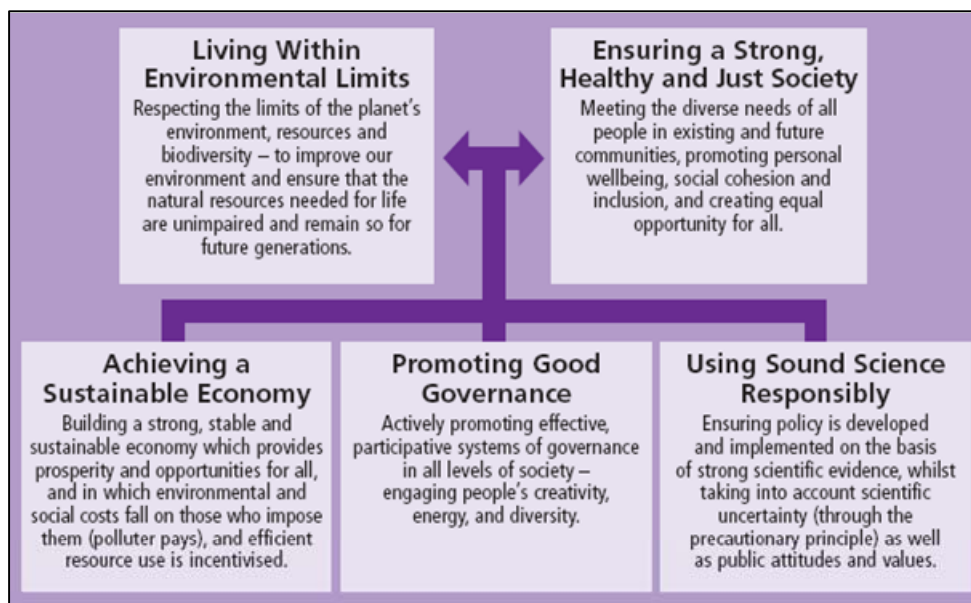 Living Within
Environmental Limits
Respecting the limits of the planet's
environment, resources and
biodiversity – to improve our
environment and ensure that the
natural resources needed for life
are unimpaired and remain so for
future generations.
Ensuring a Strong,
Healthy and Just Society
Meeting the diverse needs of all
people in existing and future
communities, promoting personal
wellbeing, social cohesion and
inclusion, and creating equal
opportunity for all.
Achieving a
Sustainable Economy
Building a strong, stable and
sustainable economy which provides
prosperity and opportunities for all,
and in which environmental and
social costs fall on those who impose
them (polluter pays), and efficient
resource use is incentivised.
Promoting Good
Governance
Actively promoting effective,
participative systems of governance
in all levels of society –
engaging people's creativity,
energy, and diversity.
Using Sound Science
Responsibly
Ensuring policy is developed
and implemented on the basis
of strong scientific evidence, whilst
taking into account scientific
uncertainty (through the
precautionary principle) as well
as public attitudes and values.